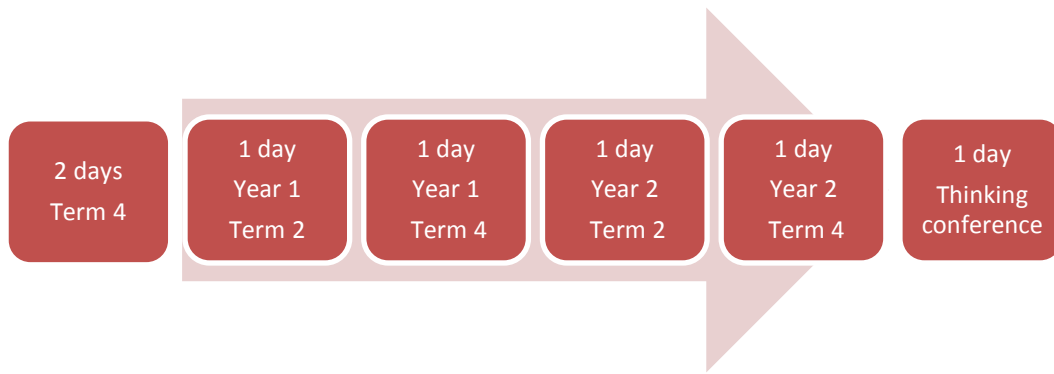 2 days
Term 4
1 day
Year 1
Term 2
1 day
Year 1
Term 4
1 day
Year 2
Term 2
1 day
Year 2
Term 4
1 day
Thinking
conference